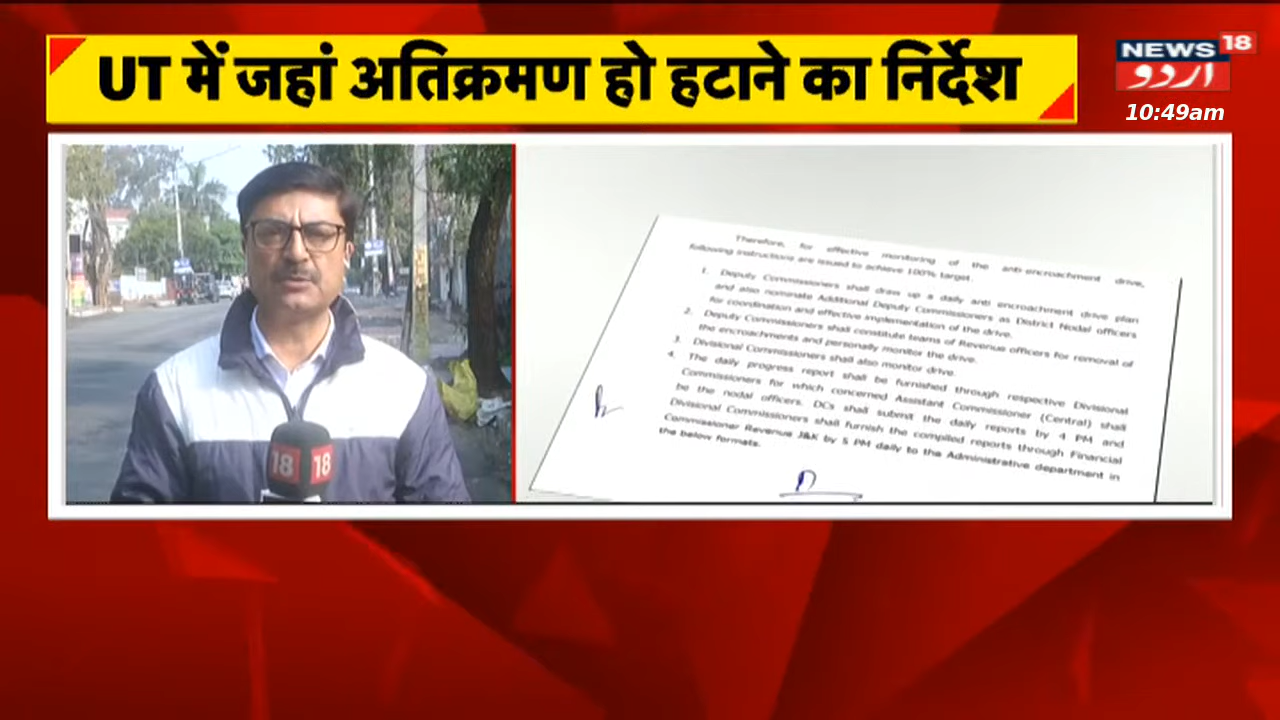 UT में जहां अतिक्रमण हो हटाने का निर्देश
NEWS 18
اردو
10:49am
18 18
Therefore, for effective monitoring of the anti-encroachment drive,
following instructions are issued to achieve 100% target.
1. Deputy Commissioners shall draw up a daily anti encroachment drive plan
and also nominate Additional Deputy Commissioners as District Nodal officers
for coordination and effective implementation of the drive.
2. Deputy Commissioners shall constitute teams of Revenue officers for removal of
the encroachments and personally monitor the drive.
3. Divisional Commissioners shall also monitor drive.
4. The daily progress report shall be furnished through respective Divisional
Commissioners for which concerned Assistant Commissioner (Central) shall
be the nodal officers. DCs shall submit the daily reports by 4 PM and
Divisional Commissioners shall furnish the compiled reports through Financial
Commissioner Revenue J&K by 5 PM daily to the Administrative department in
the below formats.